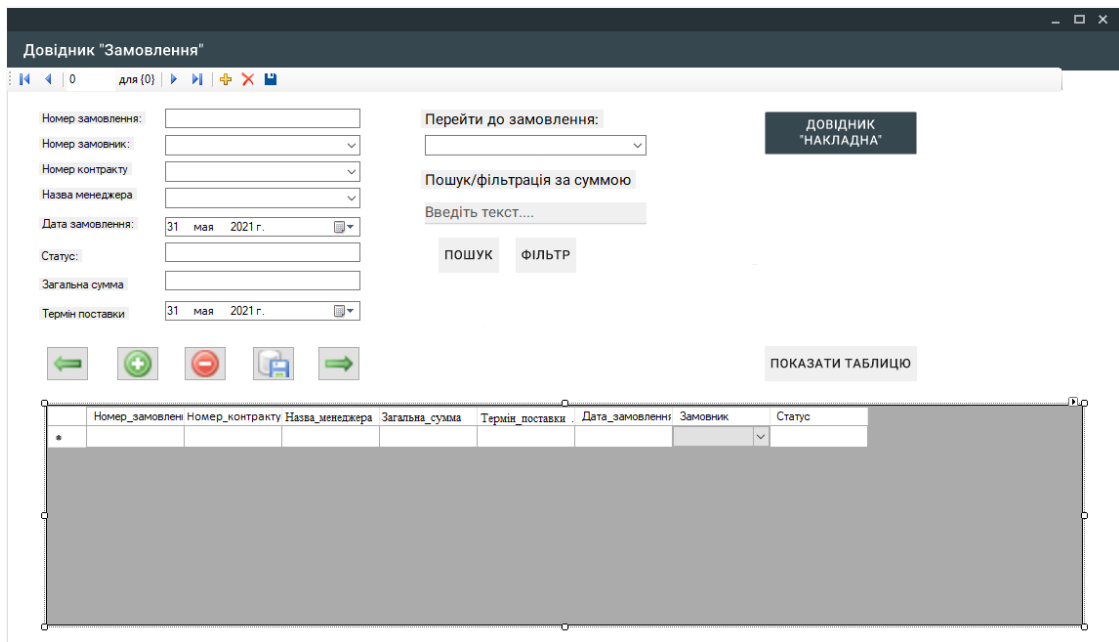 Довідник "Замовлення"
0 для {0}
Номер замовлення:
Номер замовник:
Номер контракту
Назва менеджера
Дата замовлення:
31 мая 2021 г.
Статус:
Загальна сумма
Термін поставки
31 мая 2021 г.
Перейти до замовлення:
Пошук/фільтрація за суммою
Введіть текст....
ПОШУК ФІЛЬТР
ДОВІДНИК
"НАКЛАДНА"
ПОКАЗАТИ ТАБЛИЦЮ
Номер_замовлен Номер_контракту Назва_менеджера Загальна_сумма Термін_поставки . Дата_замовлення Замовник Статус